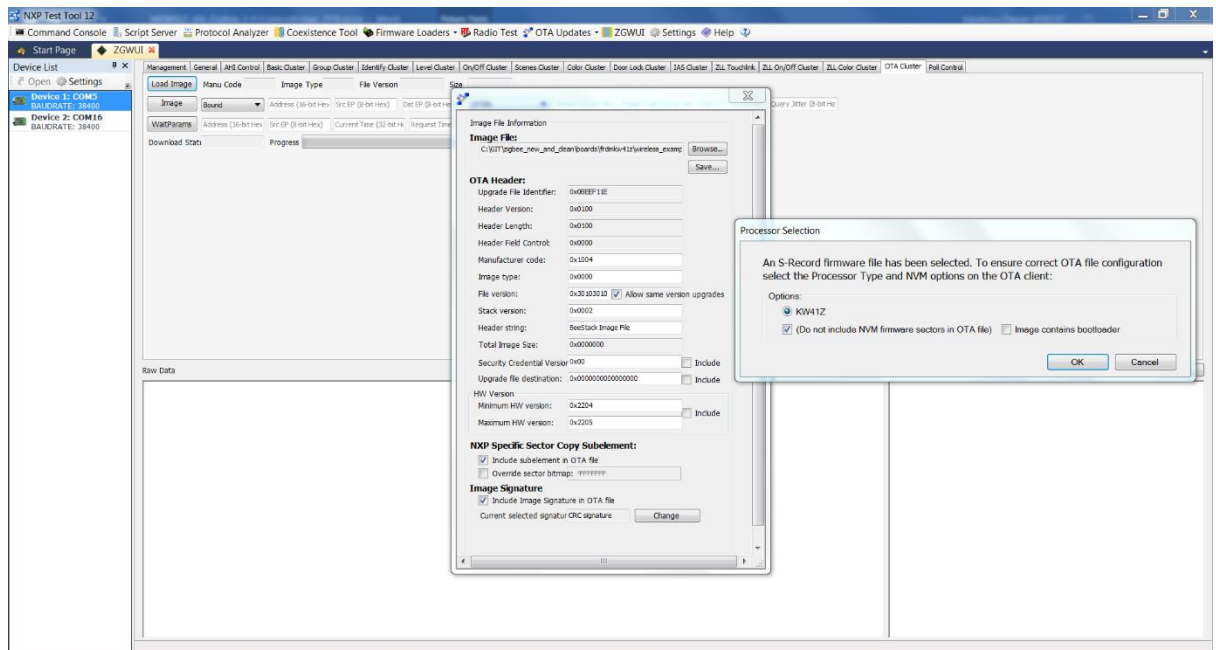 NXP Test Tool 12
Command Console Script Server Protocol Analyzer Coexistence Tool Firmware Loaders Radio Test OTA Updates ZGWUI Settings Help
Start Page ZGWUI
Device List
Open Settings
Device 1: COM5
BAUDRATE: 38400
Device 2: COM16
BAUDRATE: 38400
Management General AHI Control Basic Cluster Group Cluster Identify Cluster Level Cluster On/Off Cluster Scenes Cluster Color Cluster Door Lock Cluster IAS Cluster ZLL Touchlink ZLL On/Off Cluster ZLL Color Cluster OTA Cluster Poll Control
Load Image Manu Code Image Type File Version Size
Image Bound Address (16-bit Hex Src EP (8-bit Hex) Dst EP (8-bit He Query Jitter (8-bit He
WaitParams Address (16-bit Hex Src EP (8-bit Hex) Current Time (32-bit He Request Time
Download Stat Progress
Raw Data
Image File Information
Image File:
Browse...
Save...
OTA Header:
Upgrade File Identifier: 0x0BEEF11E
Header Version: 0x0100
Header Length: 0x0100
Header Field Control: 0x0000
Manufacturer code: 0x1004
Image type: 0x0000
File version: 0x30103010 Allow same version upgrades
Stack version: 0x0002
Header string: BeeStack Image File
Total Image Size: 0x0000000
Security Credential Version 0x00 Include
Upgrade file destination: 0x0000000000000000 Include
HW Version
Minimum HW version: 0x2204
Include
Maximum HW version: 0x2205
NXP Specific Sector Copy Subelement:
Include subelement in OTA file
Override sector bitmap:
Image Signature
Include Image Signature in OTA file
Current selected signatur CRC signature Change
Processor Selection
An S-Record firmware file has been selected. To ensure correct OTA file configuration
select the Processor Type and NVM options on the OTA client:
Options:
KW41Z
(Do not include NVM firmware sectors in OTA file) Image contains bootloader
OK Cancel